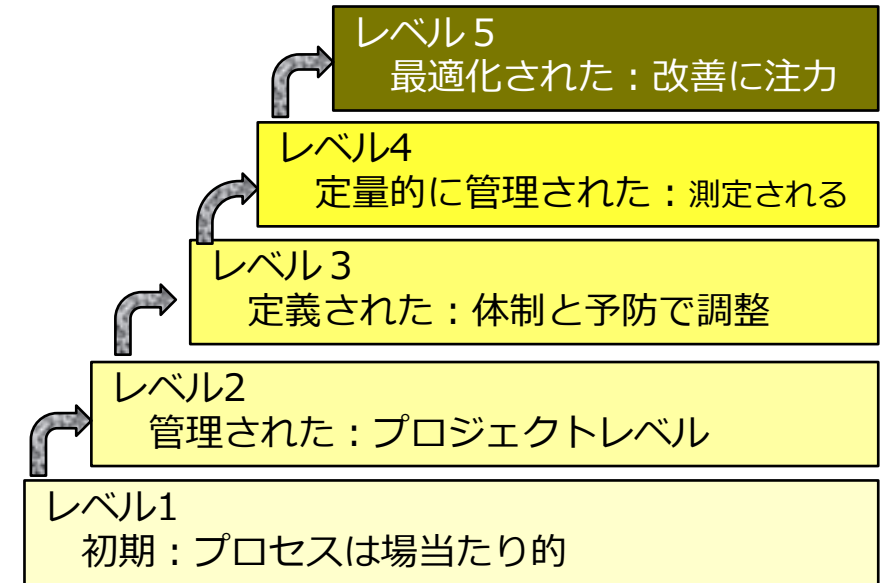 レベル５
最適化された：改善に注力
レベル4
定量的に管理された：測定される
レベル３
定義された：体制と予防で調整
レベル2
管理された：プロジェクトレベル
レベル1
初期：プロセスは場当たり的